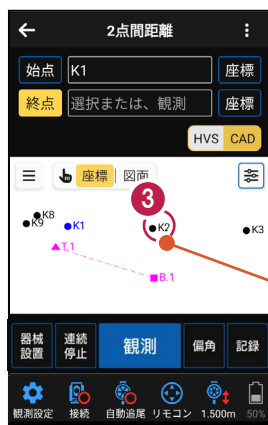 2点間距離
始点 K1 座標
終点 選択または、観測 座標
HVS CAD
座標 図面
3
K8
K9
K1
K2
K3
T.1
B.1
器械設置 連続停止 観測 偏角 記録
観測設定 接続 自動追尾 リモコン 1.500m 50%